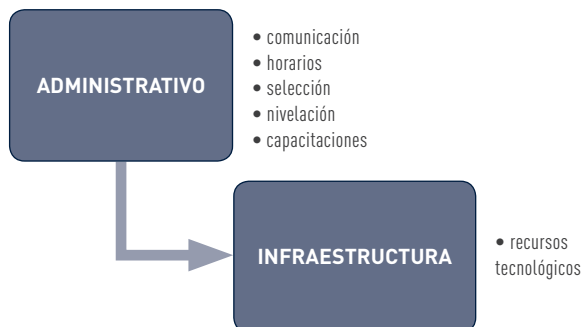 ADMINISTRATIVO
• comunicación
• horarios
• selección
• nivelación
• capacitaciones
INFRAESTRUCTURA
• recursos
tecnológicos